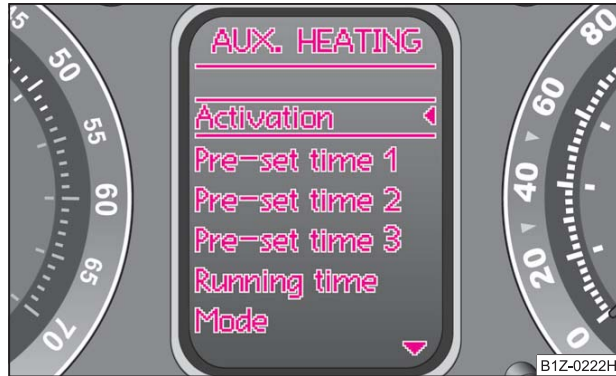 AUX. HEATING
Activation
Pre-set time 1
Pre-set time 2
Pre-set time 3
Running time
Mode
45
50
55
60
65
70
80
60
40
20
0
B1Z-0222H